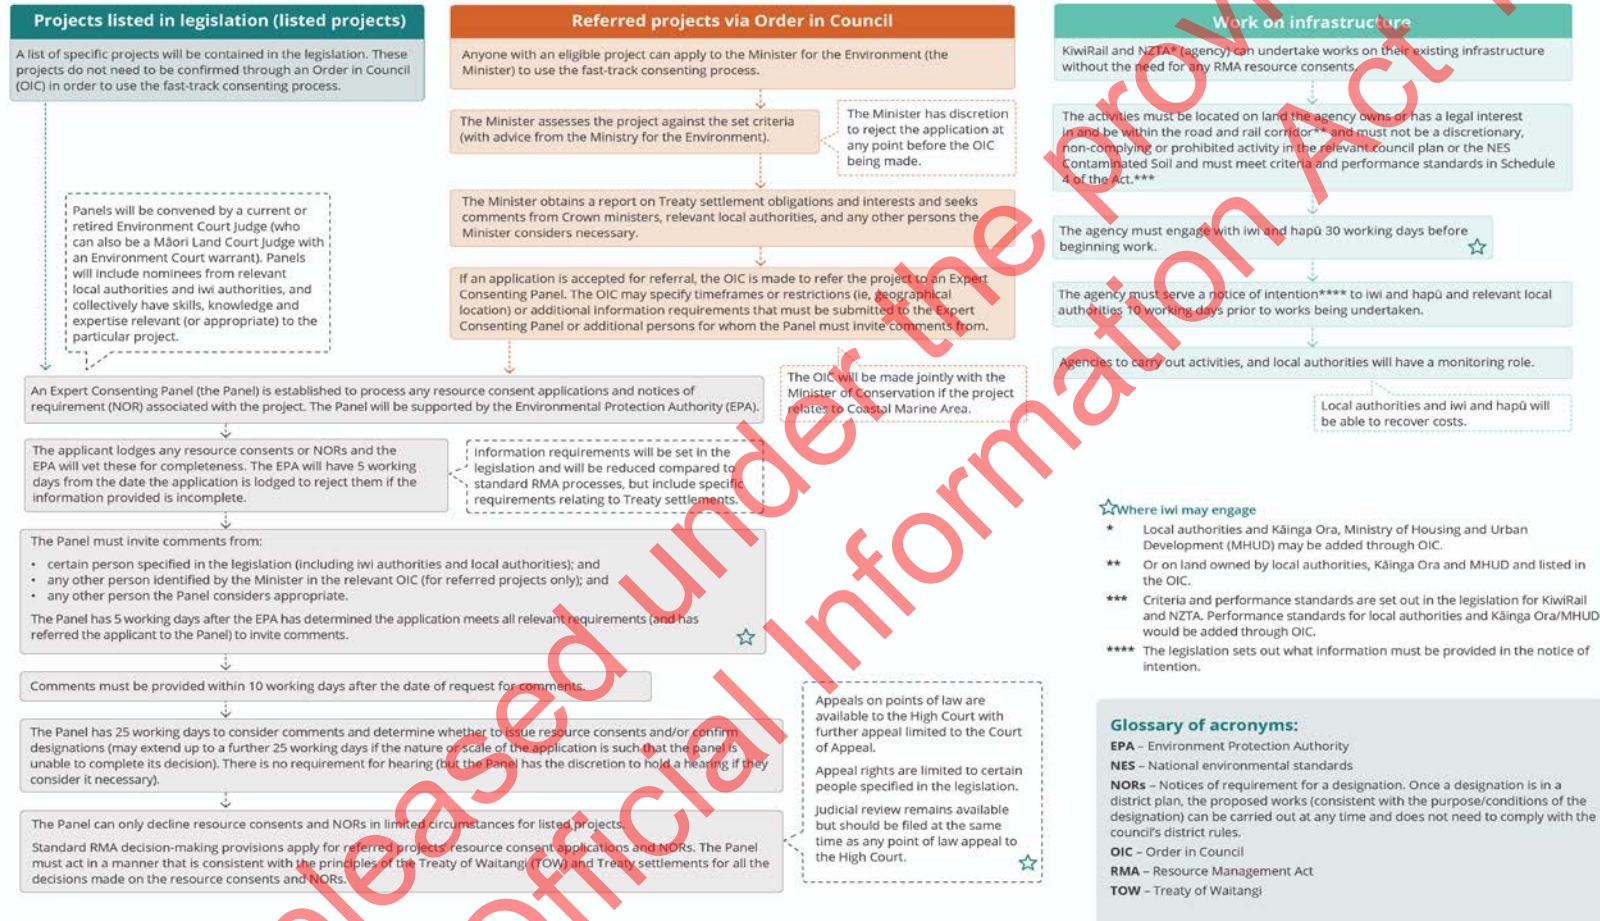 Projects listed in legislation (listed projects)
A list of specific projects will be contained in the legislation. These
projects do not need to be confirmed through an Order in Council
(OIC) in order to use the fast-track consenting process.
Panels will be convened by a current or
retired Environment Court Judge (who
can also be a Māori Land Court Judge with
an Environment Court warrant). Panels
will include nominees from relevant
local authorities and iwi authorities, and
collectively have skills, knowledge and
expertise relevant (or appropriate) to the
particular project.
Referred projects via Order in Council
Anyone with an eligible project can apply to the Minister for the Environment (the
Minister) to use the fast-track consenting process.
The Minister assesses the project against the set criteria
(with advice from the Ministry for the Environment).
The Minister has discretion
to reject the application at
any point before the OIC
being made.
The Minister obtains a report on Treaty settlement obligations and interests and seeks
comments from Crown ministers, relevant local authorities, and any other persons the
Minister considers necessary.
If an application is accepted for referral, the OIC is made to refer the project to an Expert
Consenting Panel. The OIC may specify timeframes or restrictions (ie, geographical
location) or additional information requirements that must be submitted to the Expert
Consenting Panel or additional persons for whom the Panel must invite comments from.
The OIC will be made jointly with the
Minister of Conservation if the project
relates to Coastal Marine Area.
An Expert Consenting Panel (the Panel) is established to process any resource consent applications and notices of
requirement (NOR) associated with the project. The Panel will be supported by the Environmental Protection Authority (EPA).
The applicant lodges any resource consents or NORs and the
EPA will vet these for completeness. The EPA will have 5 working
days from the date the application is lodged to reject them if the
information provided is incomplete.
Information requirements will be set in the
legislation and will be reduced compared to
standard RMA processes, but include specific
requirements relating to Treaty settlements.
The Panel must invite comments from:
• certain person specified in the legislation (including iwi authorities and local authorities); and
• any other person identified by the Minister in the relevant OIC (for referred projects only); and
• any other person the Panel considers appropriate.
The Panel has 5 working days after the EPA has determined the application meets all relevant requirements (and has
referred the applicant to the Panel) to invite comments.
Comments must be provided within 10 working days after the date of request for comments.
The Panel has 25 working days to consider comments and determine whether to issue resource consents and/or confirm
designations (may extend up to a further 25 working days if the nature or scale of the application is such that the panel is
unable to complete its decision). There is no requirement for hearing (but the Panel has the discretion to hold a hearing if they
consider it necessary).
The Panel can only decline resource consents and NORs in limited circumstances for listed projects.
Standard RMA decision-making provisions apply for referred projects' resource consent applications and NORs. The Panel
must act in a manner that is consistent with the principles of the Treaty of Waitangi (TOW) and Treaty settlements for all the
decisions made on the resource consents and NORs.
Appeals on points of law are
available to the High Court with
further appeal limited to the Court
of Appeal.
Appeal rights are limited to certain
people specified in the legislation.
Judicial review remains available
but should be filed at the same
time as any point of law appeal to
the High Court.
Work on infrastructure
KiwiRail and NZTA* (agency) can undertake works on their existing infrastructure
without the need for any RMA resource consents.
The activities must be located on land the agency owns or has a legal interest
in and be within the road and rail corridor** and must not be a discretionary,
non-complying or prohibited activity in the relevant council plan or the NES
Contaminated Soil and must meet criteria and performance standards in Schedule
4 of the Act.***
The agency must engage with iwi and hapū 30 working days before
beginning work.
The agency must serve a notice of intention**** to iwi and hapū and relevant local
authorities 10 working days prior to works being undertaken.
Agencies to carry out activities, and local authorities will have a monitoring role.
Local authorities and iwi and hapū will
be able to recover costs.
Where iwi may engage
* Local authorities and Kāinga Ora, Ministry of Housing and Urban
Development (MHUD) may be added through OIC.
** Or on land owned by local authorities, Kāinga Ora and MHUD and listed in
the OIC.
*** Criteria and performance standards are set out in the legislation for KiwiRail
and NZTA. Performance standards for local authorities and Kāinga Ora/MHUD
would be added through OIC.
**** The legislation sets out what information must be provided in the notice of
intention.
Glossary of acronyms:
EPA – Environment Protection Authority
NES – National environmental standards
NORs – Notices of requirement for a designation. Once a designation is in a
district plan, the proposed works (consistent with the purpose/conditions of the
designation) can be carried out at any time and does not need to comply with the
council's district rules.
OIC – Order in Council
RMA – Resource Management Act
TOW – Treaty of Waitangi
under the
Official Information Act